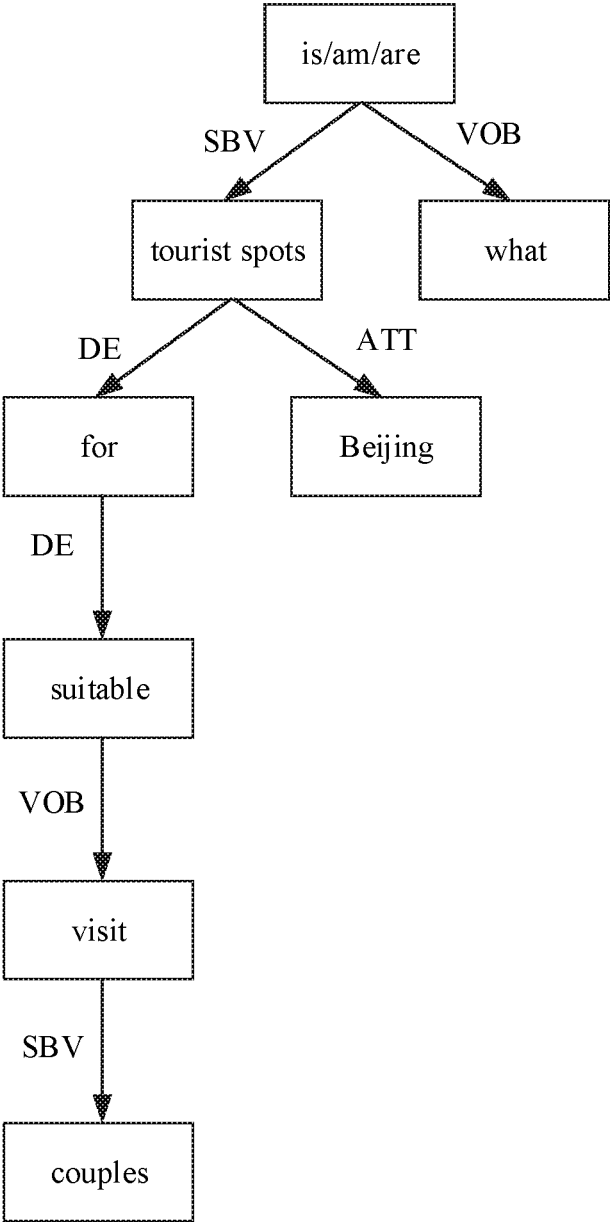 is/am/are
SBV
VOB
tourist spots
what
DE
ATT
for
Beijing
DE
suitable
VOB
visit
SBV
couples